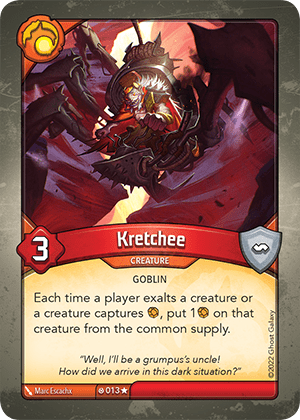 Kretchee
CREATURE
3
GOBLIN
Each time a player exalts a creature or
a creature captures , put 1 on that
creature from the common supply.
"Well, I'll be a grumpus's uncle!
How did we arrive in this dark situation?"
Marc Escachx
013★
©2022 Ghost Galaxy